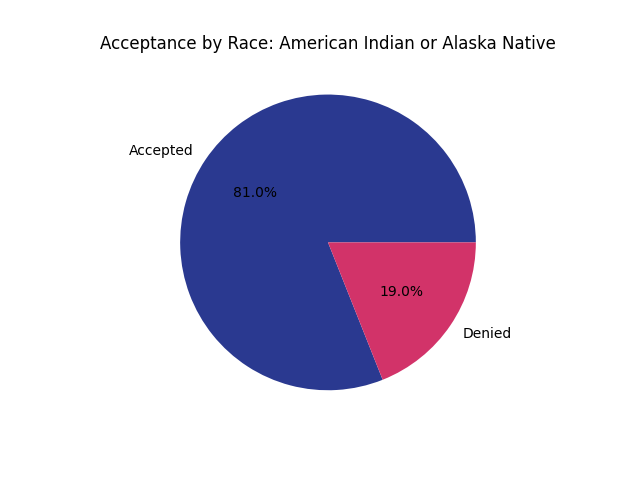 Acceptance by Race: American Indian or Alaska Native
Accepted
81.0%
19.0%
Denied